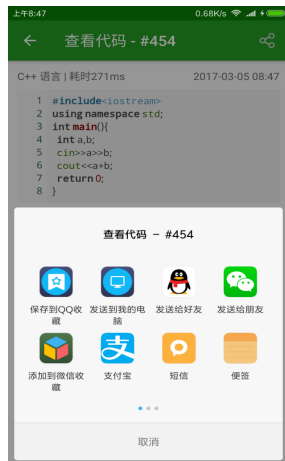 上午8:47
0.68K/s
查看代码 - #454
C++ 语言 | 耗时271ms
2017-03-05 08:47
1 #include<iostream>
2 using namespace std;
3 int main(){
4 int a,b;
5 cin>>a>>b;
6 cout<<a+b;
7 return 0;
8 }
查看代码 - #454
保存到QQ收藏
发送到我的电脑
发送给好友
发送给朋友
添加到微信收藏
支付宝
短信
便签
取消